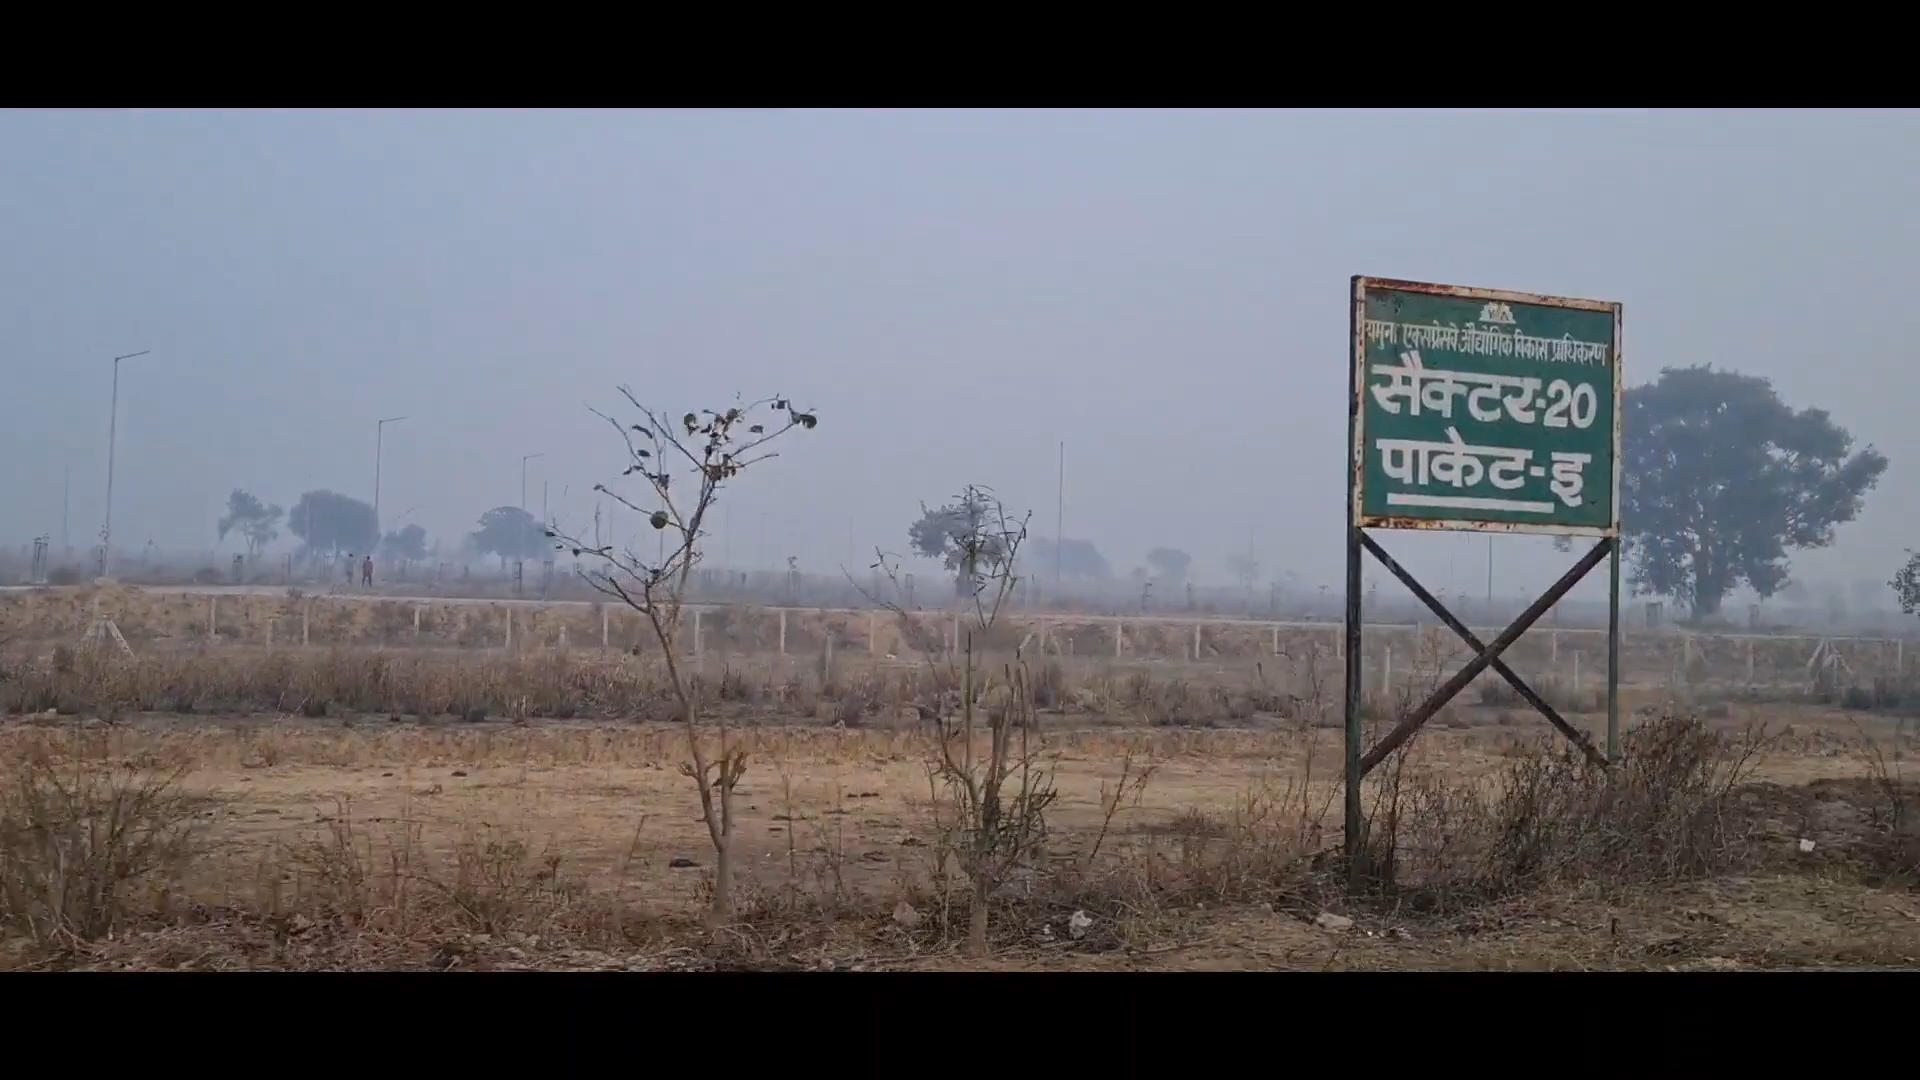 यमुना एक्सप्रेसवे औद्योगिक विकास प्राधिकरण
सैक्टर-20
पाकेट-इ